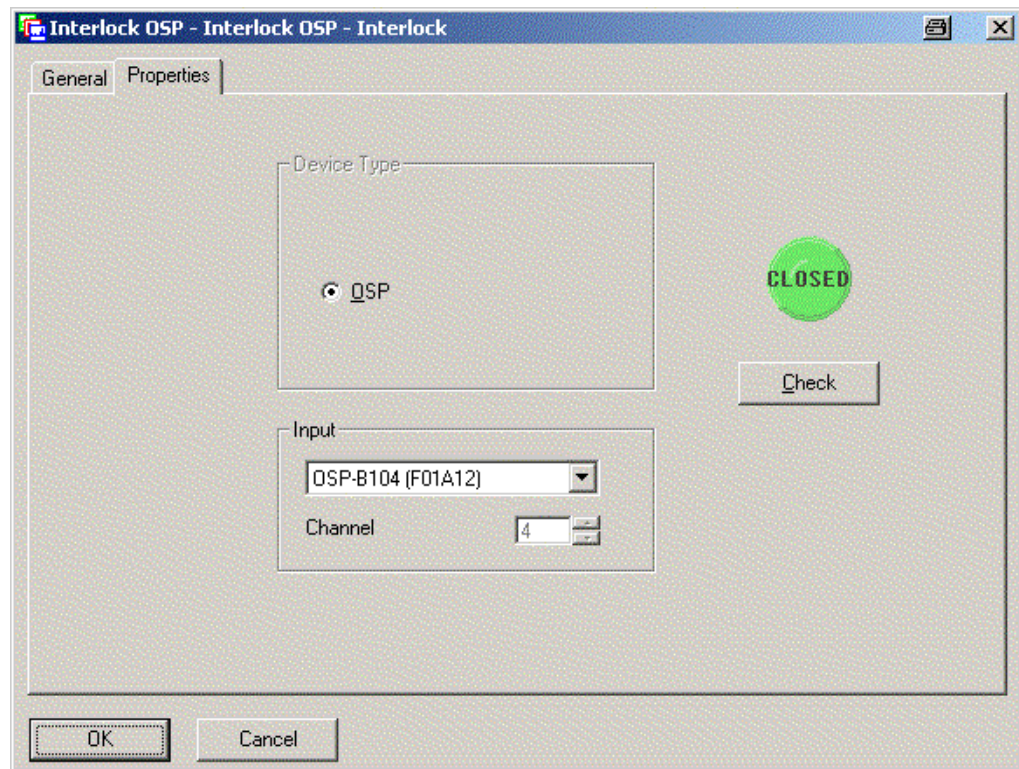 Interlock OSP - Interlock OSP - Interlock
General
Properties
Device Type
OSP
CLOSED
Check
Input
OSP-B104 (F01A12)
Channel
4
OK
Cancel